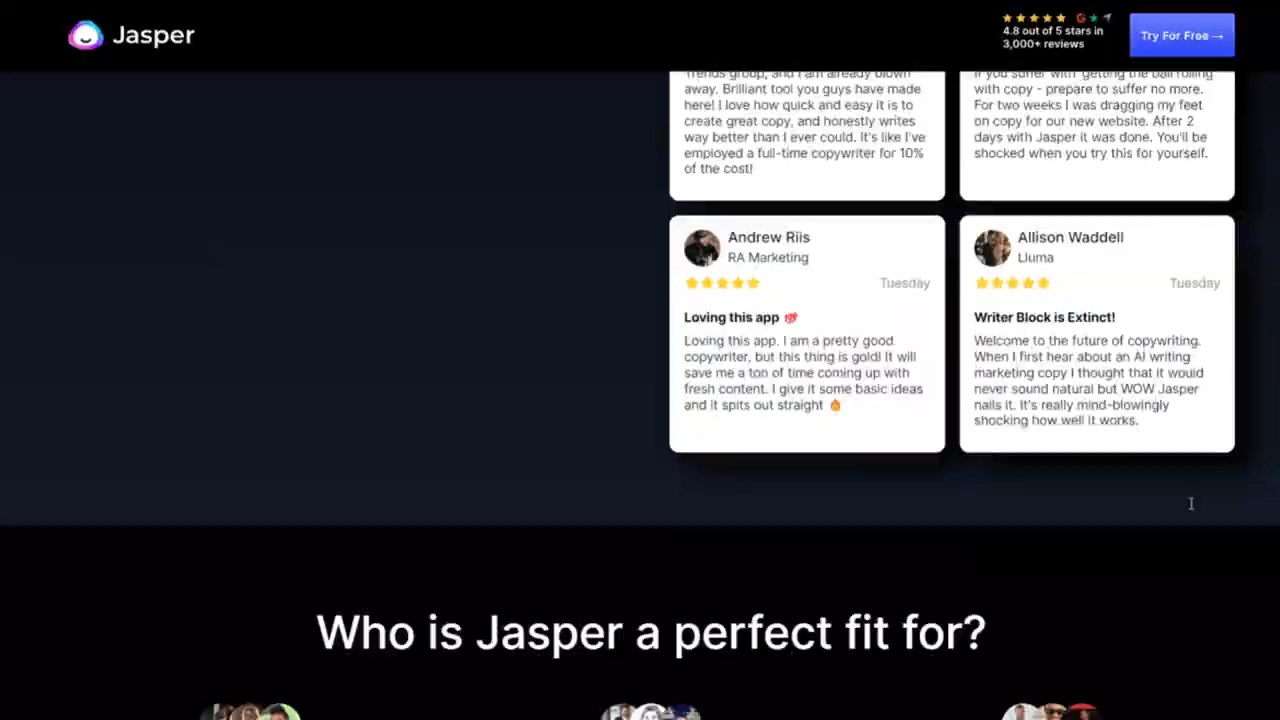 Jasper
4.8 out of 5 stars in
3,000+ reviews
Try For Free →
Trends group, and I am already blown
away. Brilliant tool you guys have made
here! I love how quick and easy it is to
create great copy, and honestly writes
way better than I ever could. It's like I've
employed a full-time copywriter for 10%
of the cost!
If you suffer with 'getting the ball rolling
with copy - prepare to suffer no more.
For two weeks I was dragging my feet
on copy for our new website. After 2
days with Jasper it was done. You'll be
shocked when you try this for yourself.
Andrew Riis
RA Marketing
Tuesday
Loving this app 💯
Loving this app. I am a pretty good
copywriter, but this thing is gold! It will
save me a ton of time coming up with
fresh content. I give it some basic ideas
and it spits out straight 🔥
Allison Waddell
Lluma
Tuesday
Writer Block is Extinct!
Welcome to the future of copywriting.
When I first hear about an AI writing
marketing copy I thought that it would
never sound natural but WOW Jasper
nails it. It's really mind-blowingly
shocking how well it works.
Who is Jasper a perfect fit for?